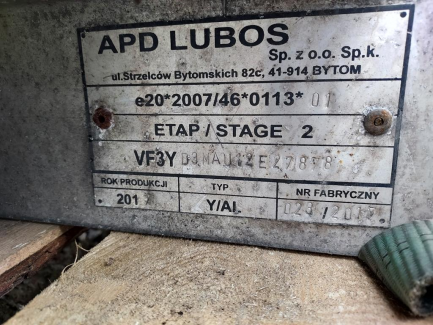 APD LUBOS
Sp. z o.o. Sp.k.
ul.Strzelców Bytomskich 82c, 41-914 BYTOM
e20*2007/46*0113* 01
ETAP / STAGE 2
ROK PRODUKCJI TYP NR FABRYCZNY
Y/AL